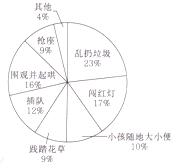 其他
4%
抢座
9%
乱扔垃圾
23%
围观并起哄
16%
闯红灯
17%
插队
12%
小孩随地大小便
10%
践踏花草
9%